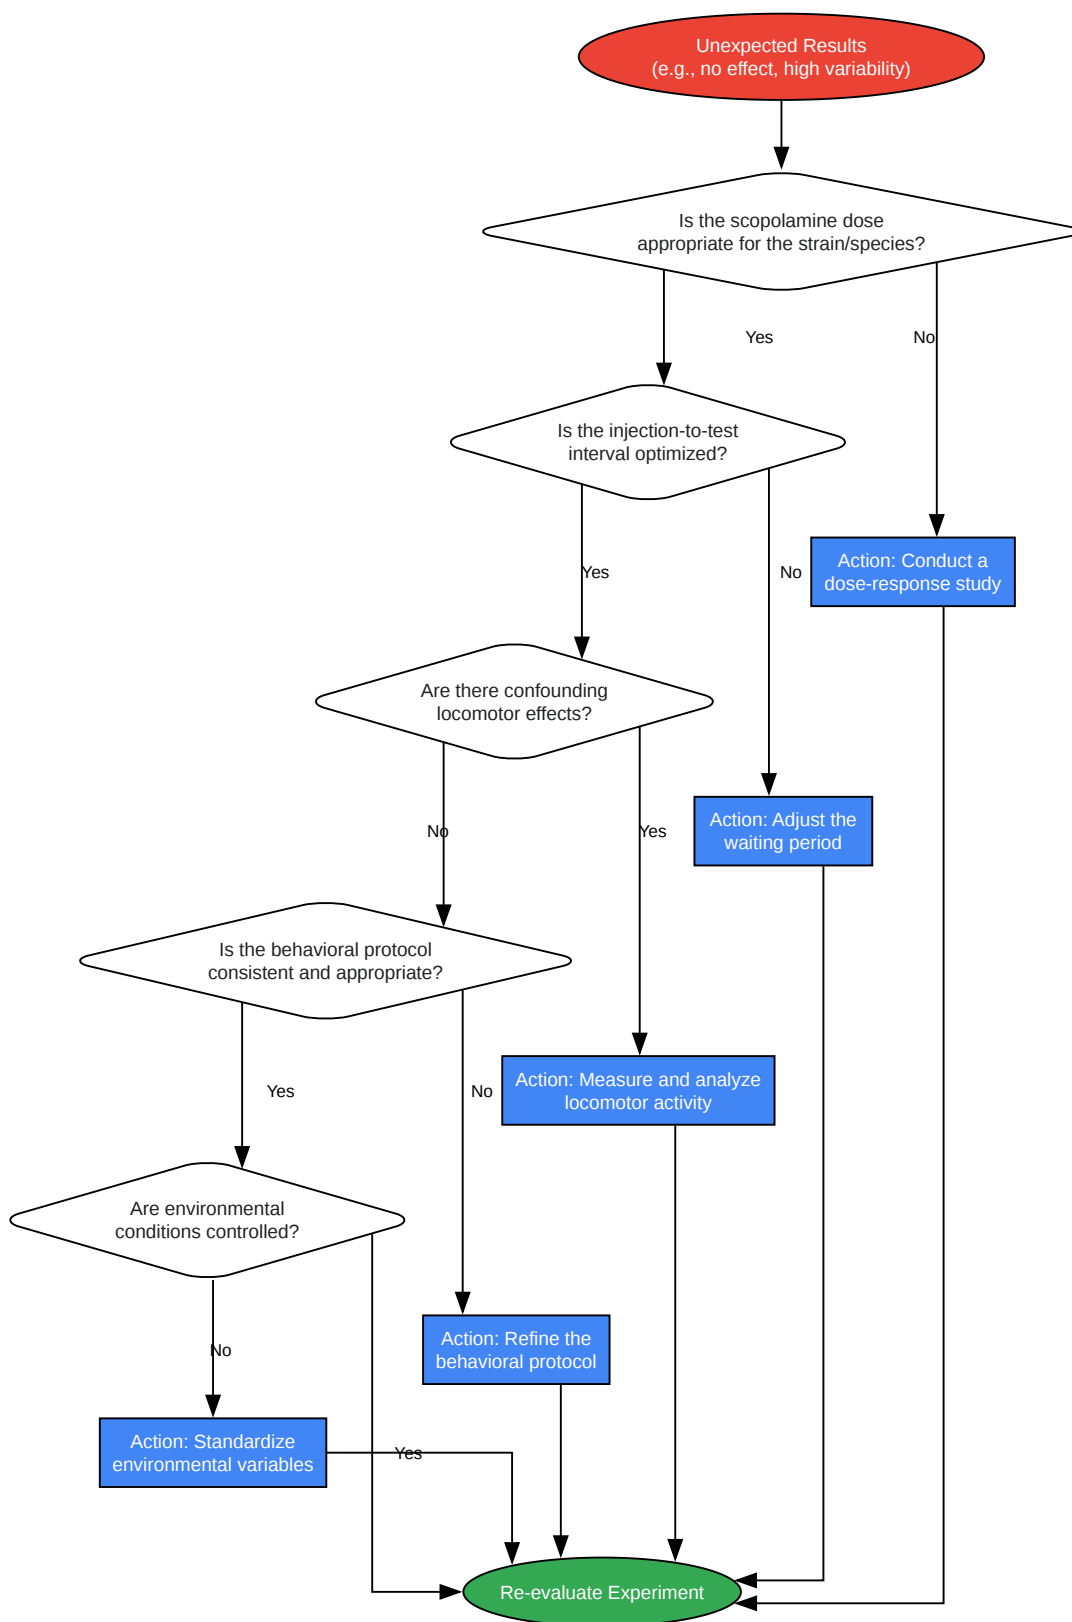 Unexpected Results
(e.g., no effect, high variability)
Is the scopolamine dose
appropriate for the strain/species?
Yes
No
Is the injection-to-test
interval optimized?
Action: Conduct a
dose-response study
Yes
No
Are there confounding
locomotor effects?
Action: Adjust the
waiting period
No
Yes
Is the behavioral protocol
consistent and appropriate?
Action: Measure and analyze
locomotor activity
Yes
No
Are environmental
conditions controlled?
Action: Refine the
behavioral protocol
No
Action: Standardize
environmental variables
Yes
Re-evaluate Experiment